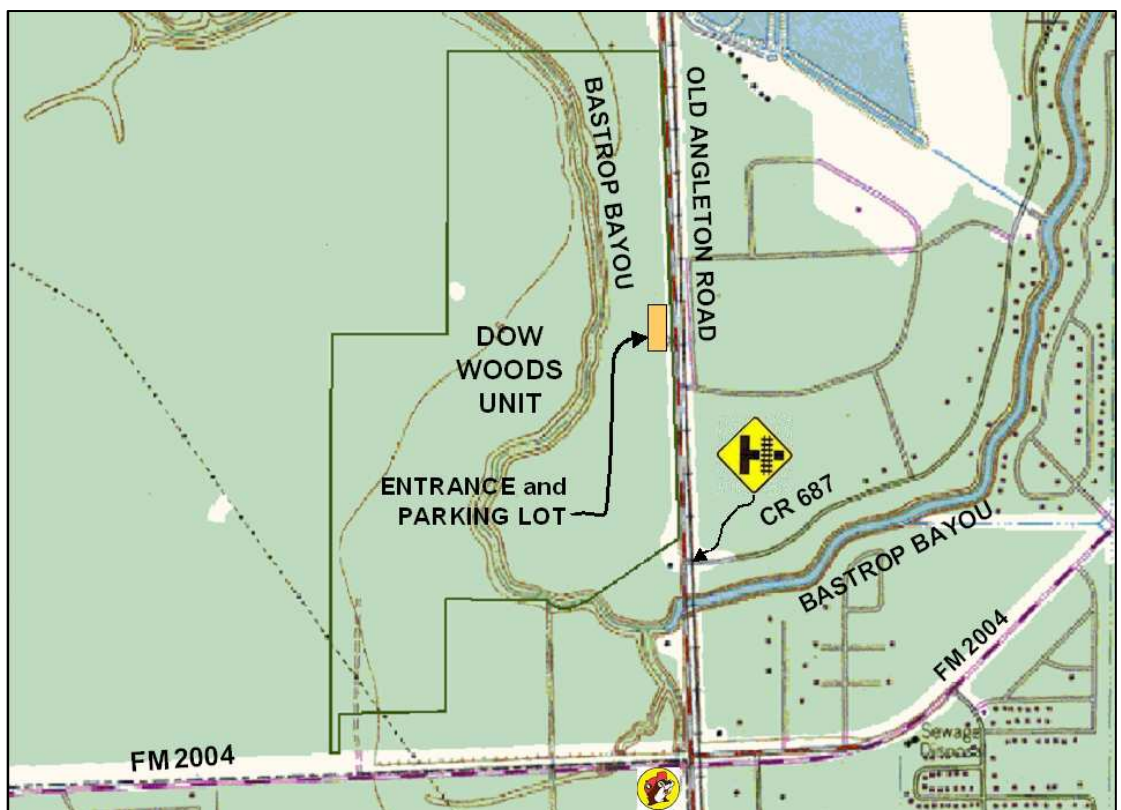 BASTROP BAYOU
OLD ANGLETON ROAD
DOW
WOODS
UNIT
ENTRANCE and
PARKING LOT
CR 687
BASTROP BAYOU
FM 2004
FM 2004
Sewage